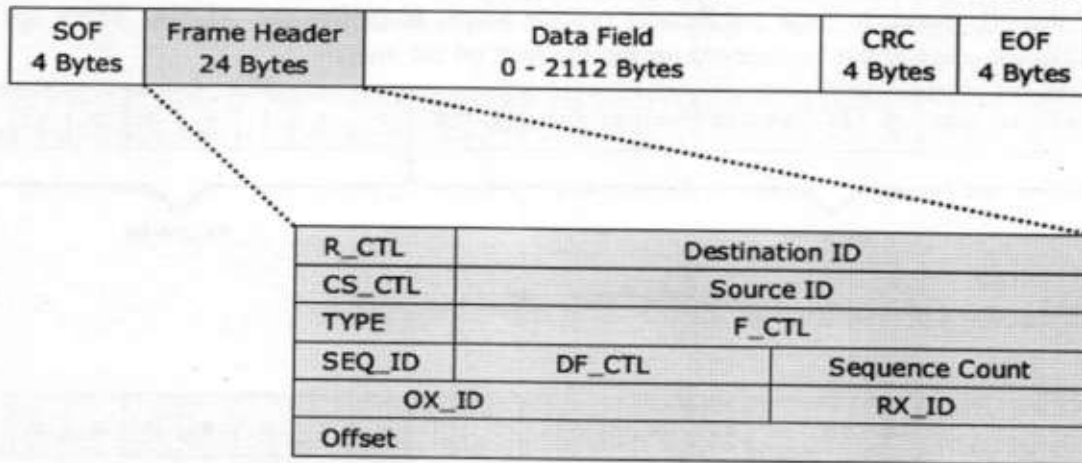 SOF
4 Bytes
Frame Header
24 Bytes
Data Field
0 - 2112 Bytes
CRC
4 Bytes
EOF
4 Bytes
R_CTL
Destination ID
CS_CTL
Source ID
TYPE
F_CTL
SEQ_ID
DF_CTL
Sequence Count
OX_ID
RX_ID
Offset